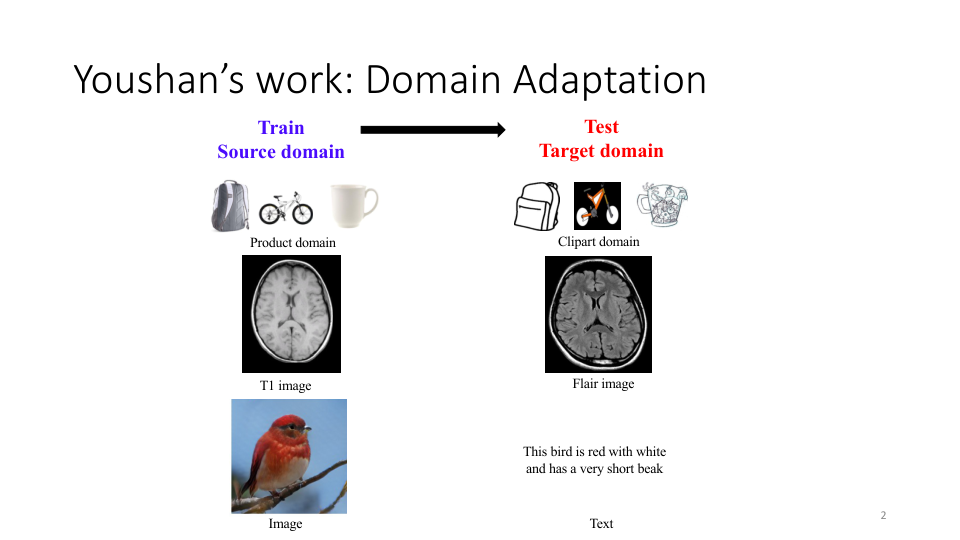 Youshan's work: Domain Adaptation
Train
Source domain
Test
Target domain
Product domain
Clipart domain
T1 image
Flair image
This bird is red with white
and has a very short beak
Image
Text
2